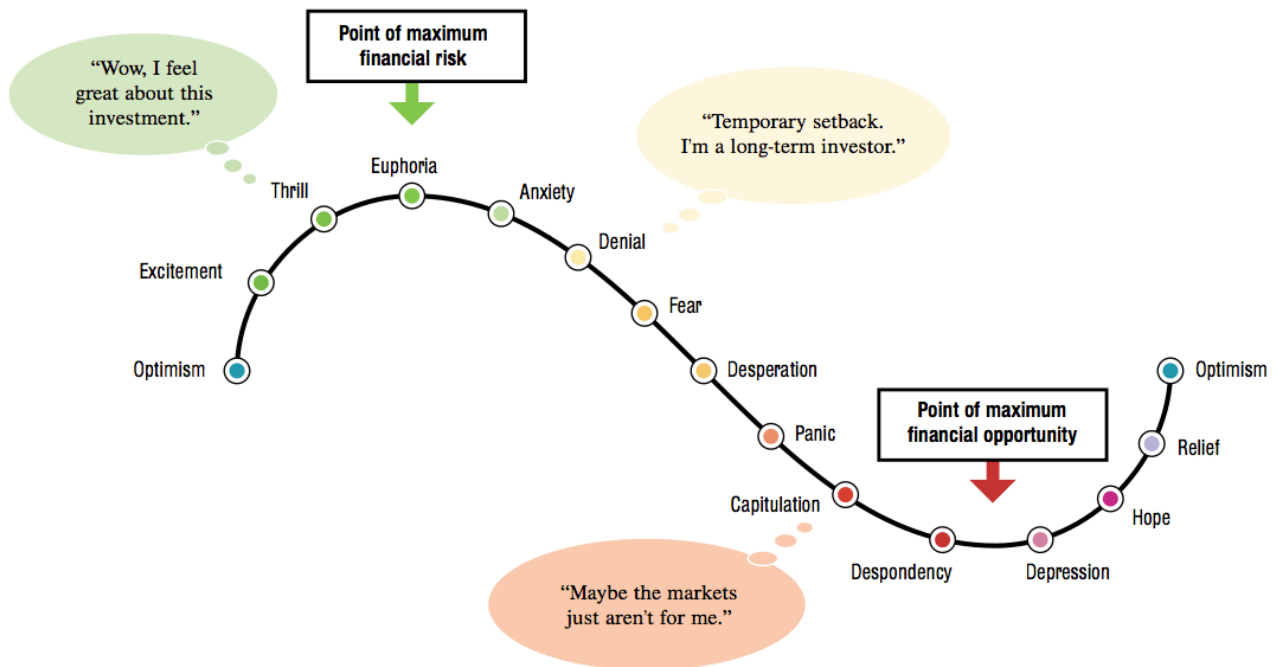 Point of maximum
financial risk
“Wow, I feel
great about this
investment.”
“Temporary setback.
I'm a long-term investor.”
Euphoria
Thrill
Anxiety
Denial
Excitement
Fear
Optimism
Desperation
Optimism
Point of maximum
financial opportunity
Panic
Relief
Capitulation
Hope
Despondency
Depression
“Maybe the markets
just aren't for me.”